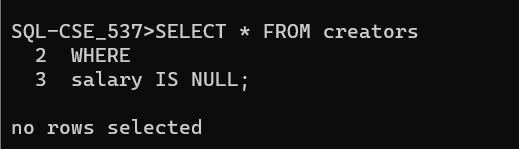 SQL-CSE_537>SELECT * FROM creators
  2  WHERE
  3  salary IS NULL;
no rows selected